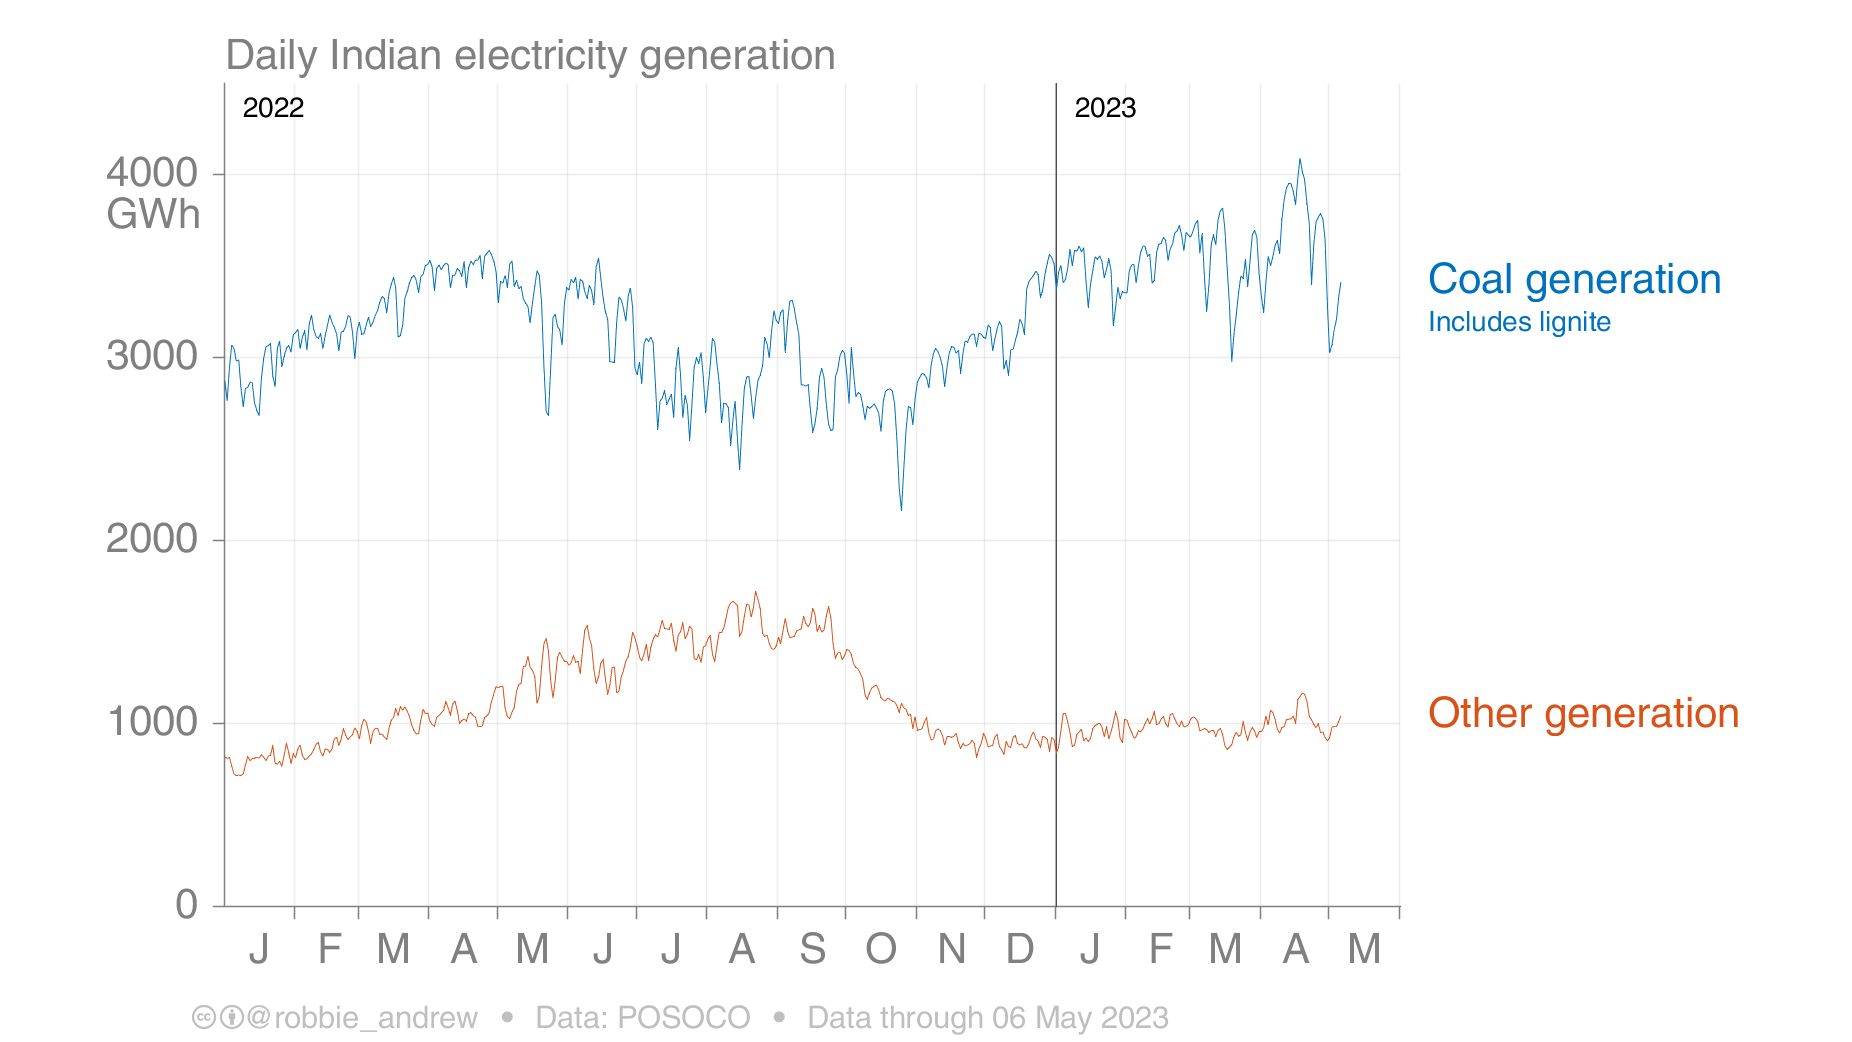 Daily Indian electricity generation
2022
2023
4000
GWh
3000
2000
1000
0
Coal generation
Includes lignite
Other generation
J F M A M J J A S O N D J F M A M
@robbie_andrew • Data: POSOCO • Data through 06 May 2023